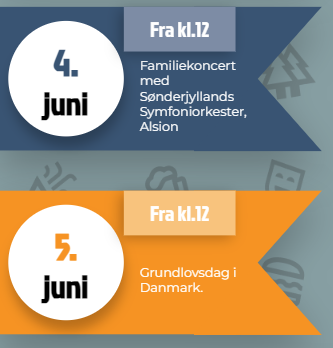 Fra kl.12
4.
juni
Familiekoncert
med
Sønderjyllands
Symfoniorkester,
Alsion
Fra kl.12
5.
juni
Grundlovsdag i
Danmark.